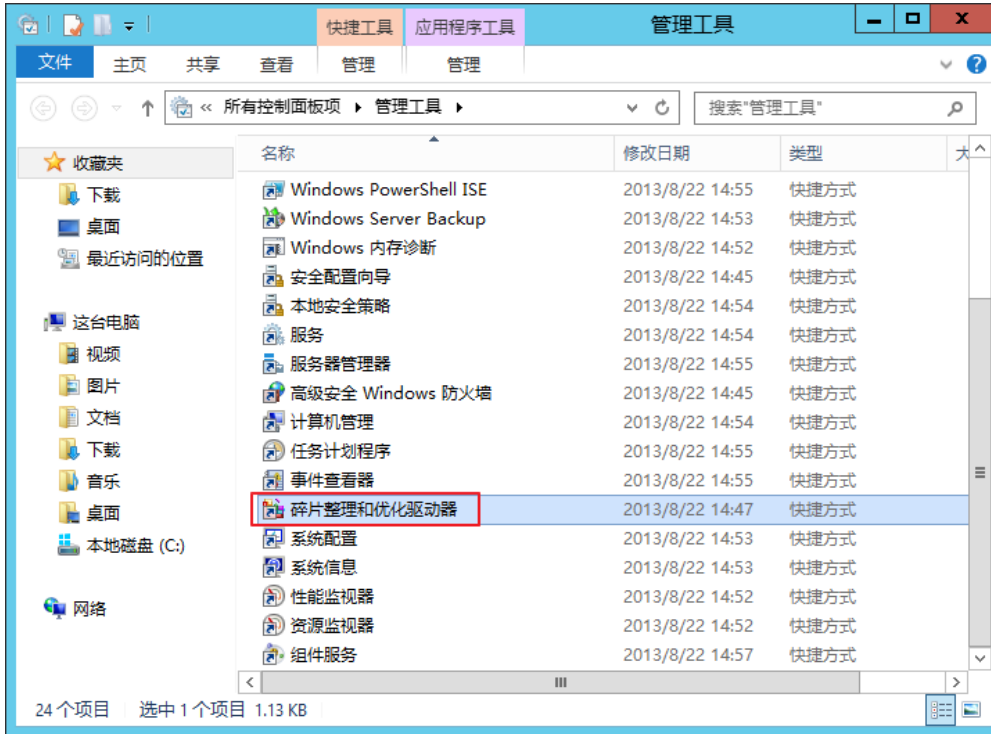 快捷工具 应用程序工具 管理工具
文件 主页 共享 查看 管理 管理
« 所有控制面板项 管理工具 搜索"管理工具"
名称 修改日期 类型 大
收藏夹
下载
桌面
最近访问的位置
这台电脑
视频
图片
文档
下载
音乐
桌面
本地磁盘 (C:)
网络
Windows PowerShell ISE 2013/8/22 14:55 快捷方式
Windows Server Backup 2013/8/22 14:53 快捷方式
Windows 内存诊断 2013/8/22 14:52 快捷方式
安全配置向导 2013/8/22 14:45 快捷方式
本地安全策略 2013/8/22 14:54 快捷方式
服务 2013/8/22 14:54 快捷方式
服务器管理器 2013/8/22 14:55 快捷方式
高级安全 Windows 防火墙 2013/8/22 14:45 快捷方式
计算机管理 2013/8/22 14:54 快捷方式
任务计划程序 2013/8/22 14:55 快捷方式
事件查看器 2013/8/22 14:55 快捷方式
碎片整理和优化驱动器 2013/8/22 14:47 快捷方式
系统配置 2013/8/22 14:53 快捷方式
系统信息 2013/8/22 14:53 快捷方式
性能监视器 2013/8/22 14:52 快捷方式
资源监视器 2013/8/22 14:52 快捷方式
组件服务 2013/8/22 14:57 快捷方式
24 个项目 选中 1 个项目 1.13 KB